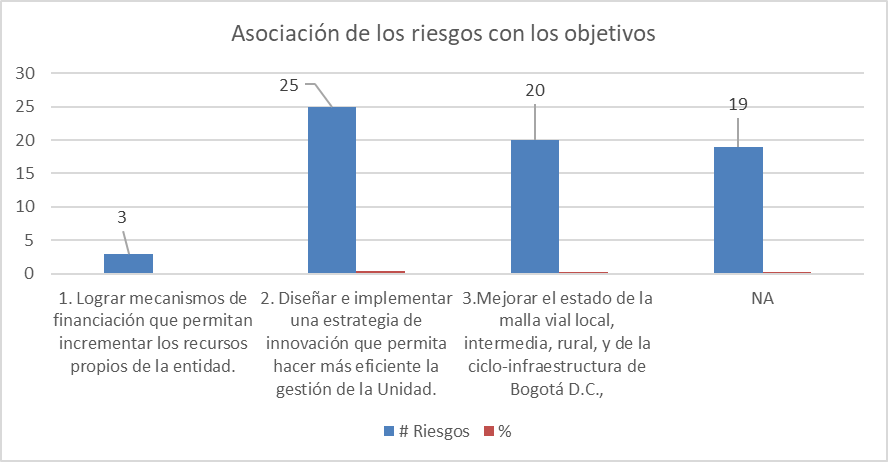 Asociación de los riesgos con los objetivos
30
25
20
15
10
5
0
3
25
20
19
1. Lograr mecanismos de
financiación que permitan
incrementar los recursos
propios de la entidad.
2. Diseñar e implementar
una estrategia de
innovación que permita
hacer más eficiente la
gestión de la Unidad.
3.Mejorar el estado de la
malla vial local,
intermedia, rural, y de la
ciclo-infraestructura de
Bogotá D.C.,
NA
# Riesgos
%